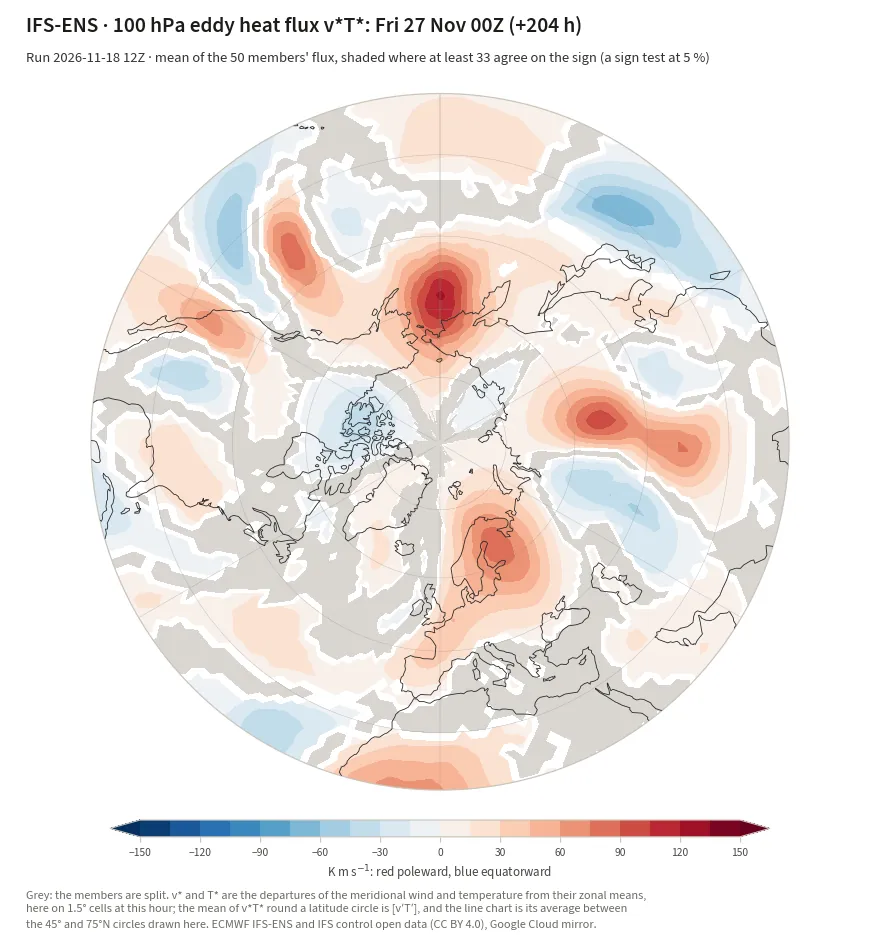 IFS-ENS · 100 hPa eddy heat flux v*T*: Fri 27 Nov 00Z (+204 h)
Run 2026-11-18 12Z · mean of the 50 members' flux, shaded where at least 33 agree on the sign (a sign test at 5 %)
−150 −120 −90 −60 −30 0 30 60 90 120 150
K m s⁻¹: red poleward, blue equatorward
Grey: the members are split. v* and T* are the departures of the meridional wind and temperature from their zonal means,
here on 1.5° cells at this hour; the mean of v*T* round a latitude circle is [v′T′], and the line chart is its average between
the 45° and 75°N circles drawn here. ECMWF IFS-ENS and IFS control open data (CC BY 4.0), Google Cloud mirror.